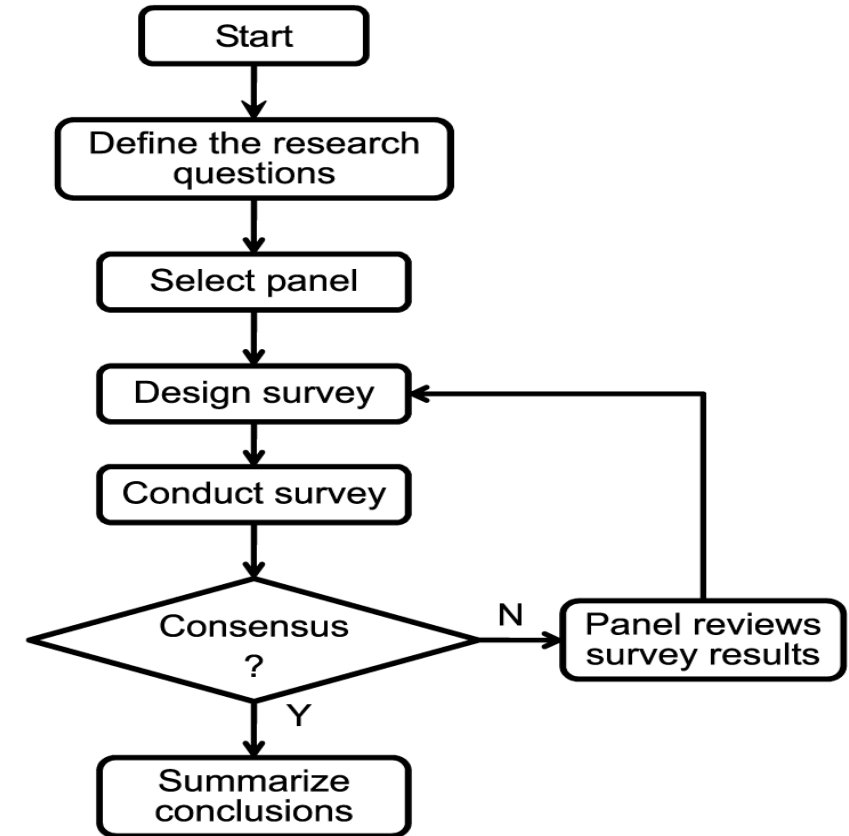 Start
Define the research
questions
Select panel
Design survey
Conduct survey
Consensus
?
N
Panel reviews
survey results
Y
Summarize
conclusions